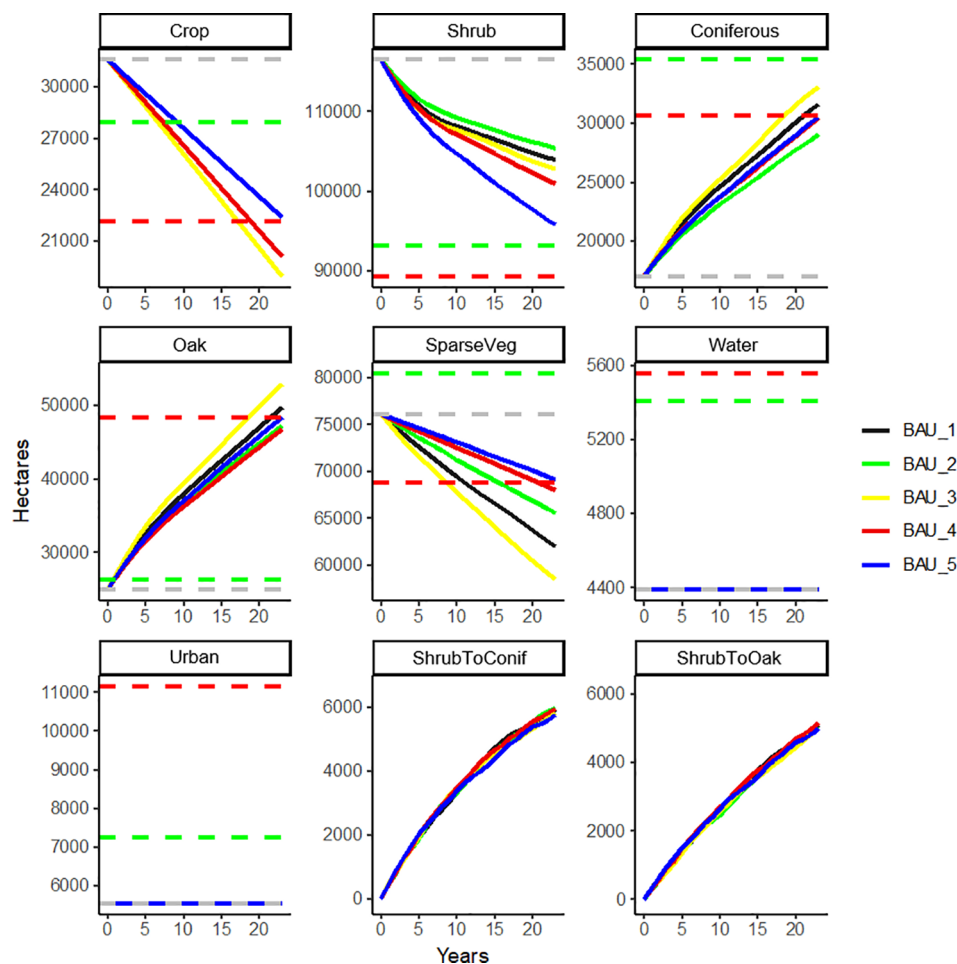 Crop Shrub Coniferous
30000
27000
24000
21000
110000
100000
90000
35000
30000
25000
20000
0 5 10 15 20
0 5 10 15 20
0 5 10 15 20
Oak SparseVeg Water
50000
40000
30000
80000
75000
70000
65000
60000
5600
5200
4800
4400
0 5 10 15 20
0 5 10 15 20
0 5 10 15 20
Urban ShrubToConif ShrubToOak
11000
10000
9000
8000
7000
6000
6000
4000
2000
0
6000
4000
2000
0
0 5 10 15 20
0 5 10 15 20
0 5 10 15 20
Hectares
Years
BAU_1
BAU_2
BAU_3
BAU_4
BAU_5